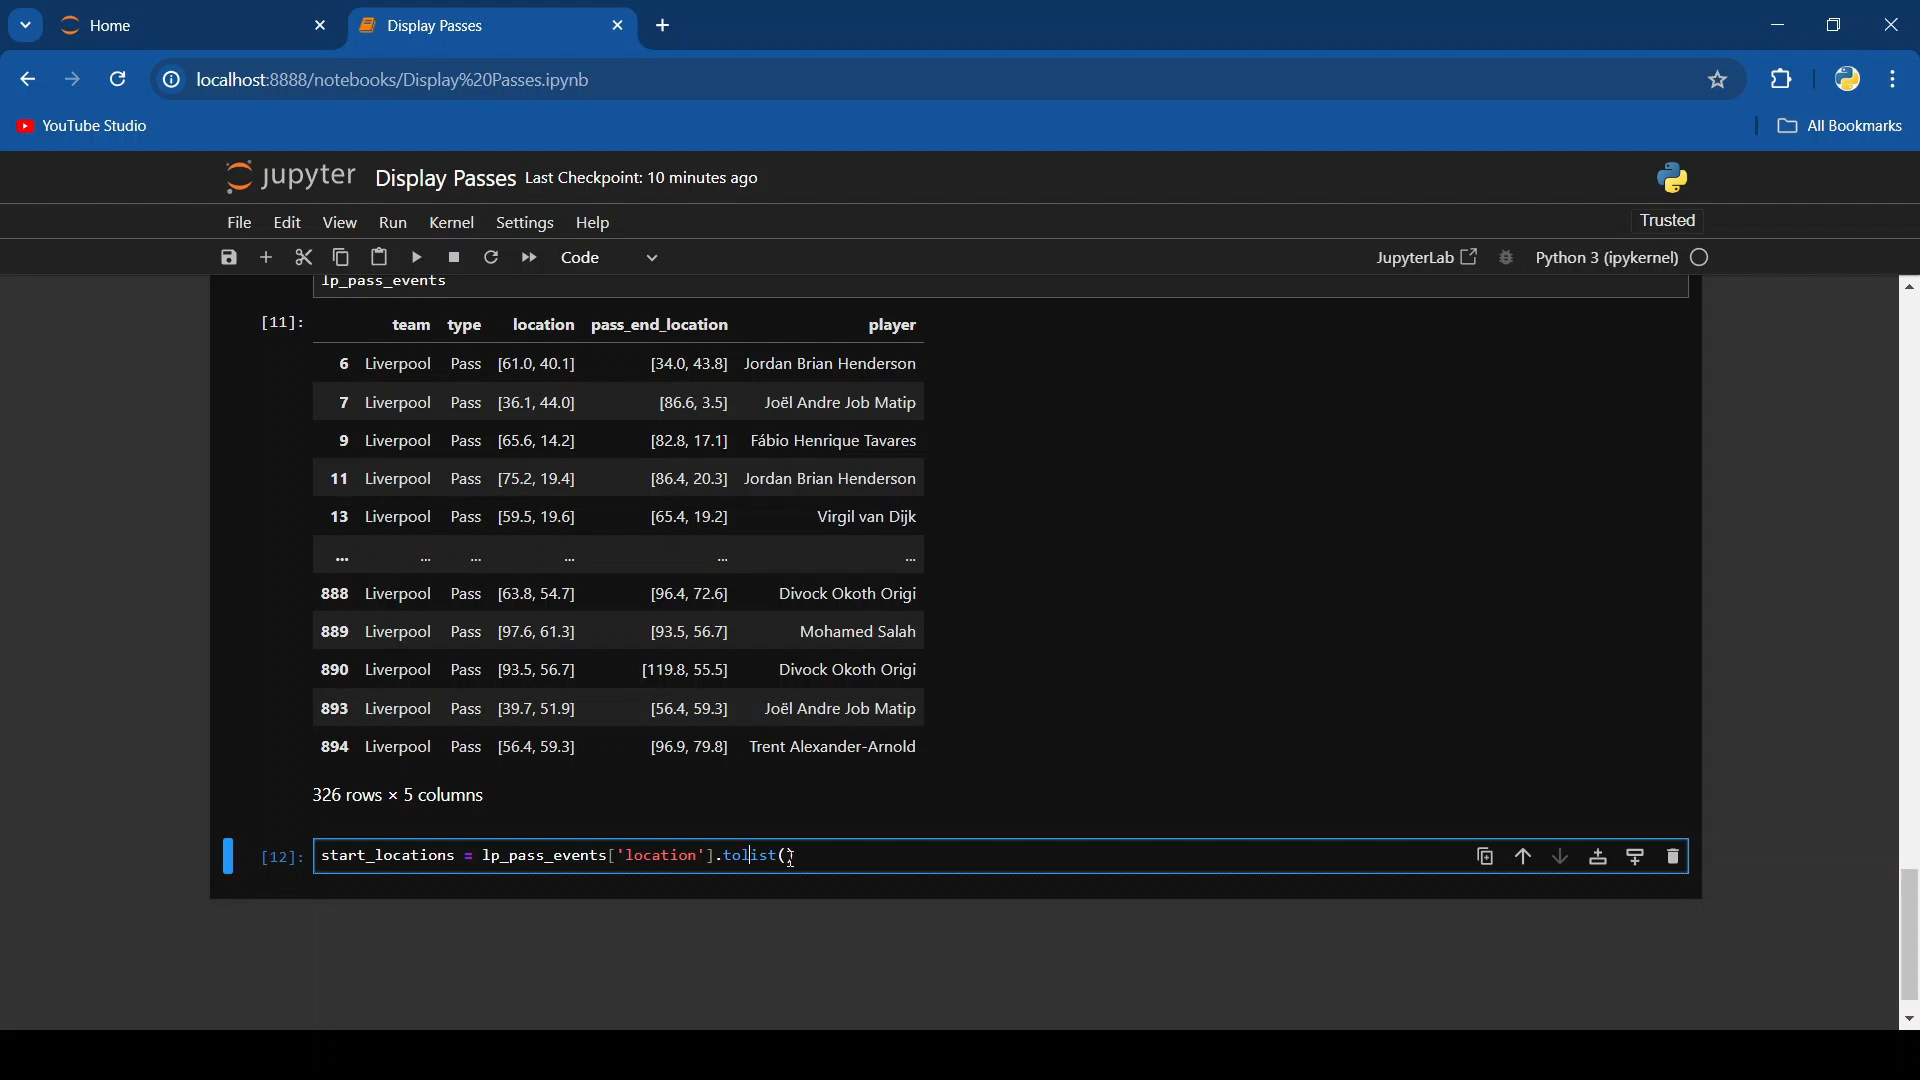 Home
Display Passes
localhost:8888/notebooks/Display%20Passes.ipynb
YouTube Studio
All Bookmarks
jupyter Display Passes Last Checkpoint: 10 minutes ago
File Edit View Run Kernel Settings Help
Trusted
Code
JupyterLab
Python 3 (ipykernel)
lp_pass_events
[11]:
team type location pass_end_location player
6 Liverpool Pass [61.0, 40.1] [34.0, 43.8] Jordan Brian Henderson
7 Liverpool Pass [36.1, 44.0] [86.6, 3.5] Joël Andre Job Matip
9 Liverpool Pass [65.6, 14.2] [82.8, 17.1] Fábio Henrique Tavares
11 Liverpool Pass [75.2, 19.4] [86.4, 20.3] Jordan Brian Henderson
13 Liverpool Pass [59.5, 19.6] [65.4, 19.2] Virgil van Dijk
... ... ... ... ... ...
888 Liverpool Pass [63.8, 54.7] [96.4, 72.6] Divock Okoth Origi
889 Liverpool Pass [97.6, 61.3] [93.5, 56.7] Mohamed Salah
890 Liverpool Pass [93.5, 56.7] [119.8, 55.5] Divock Okoth Origi
893 Liverpool Pass [39.7, 51.9] [56.4, 59.3] Joël Andre Job Matip
894 Liverpool Pass [56.4, 59.3] [96.9, 79.8] Trent Alexander-Arnold
326 rows × 5 columns
[12]: start_locations = lp_pass_events['location'].tolist()